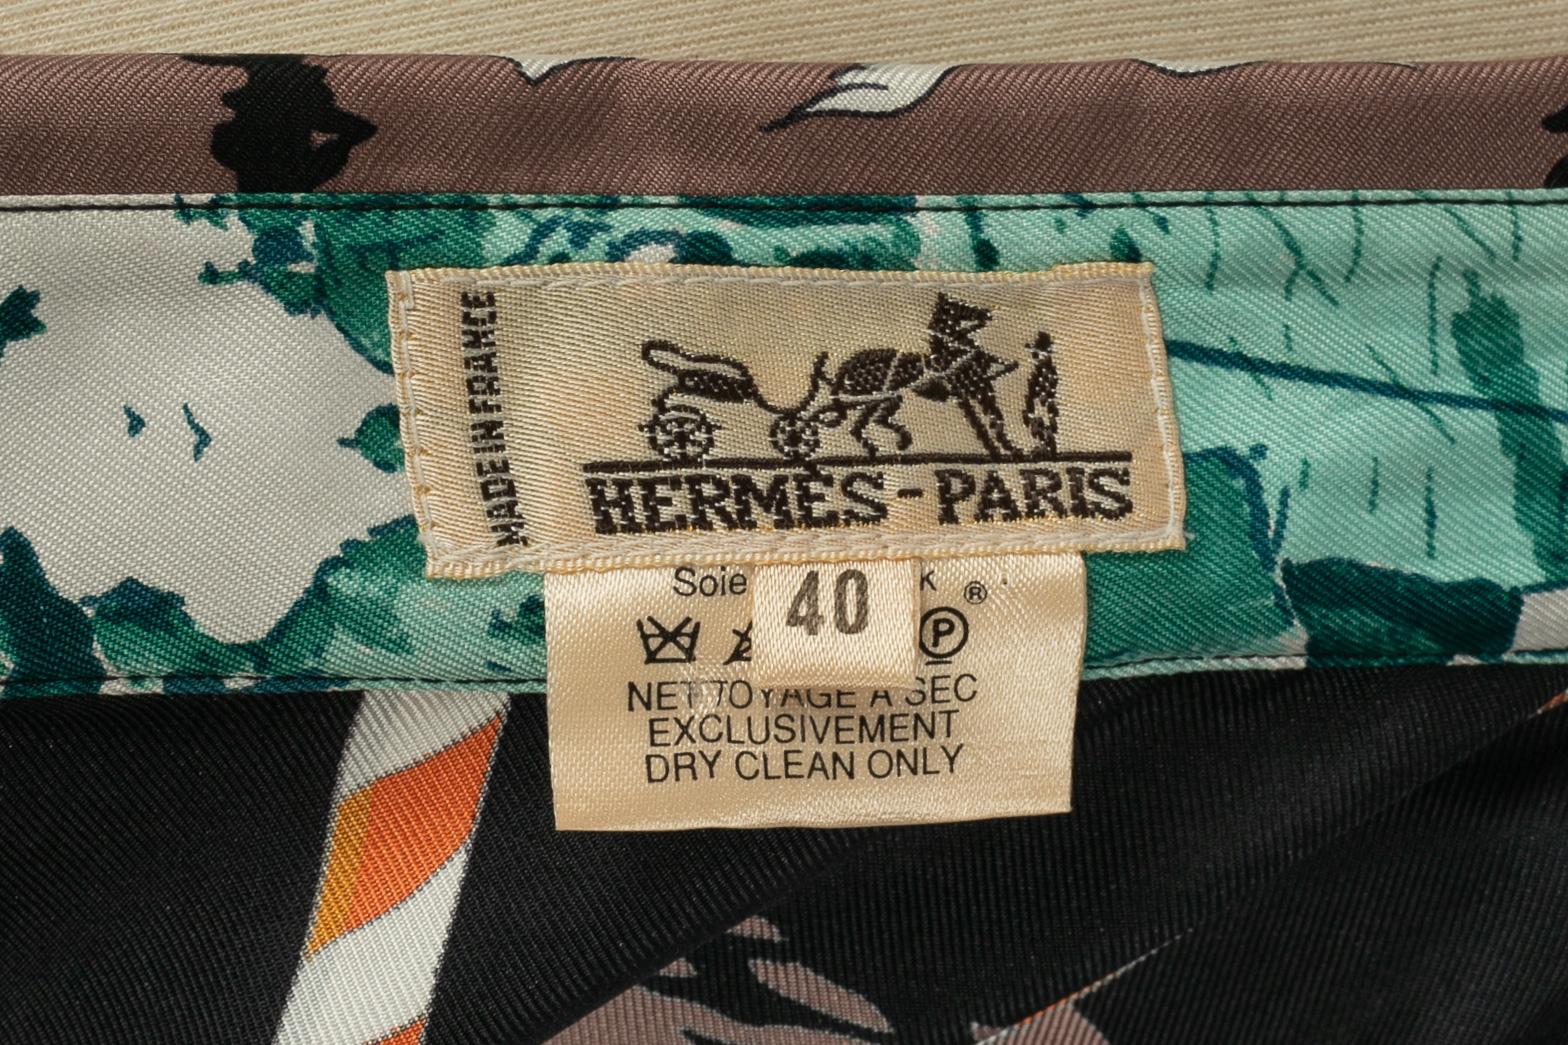 MADE IN FRANCE
HERMES-PARIS
Soie
40
K ®
P
NETTOYAGE A SEC
EXCLUSIVEMENT
DRY CLEAN ONLY